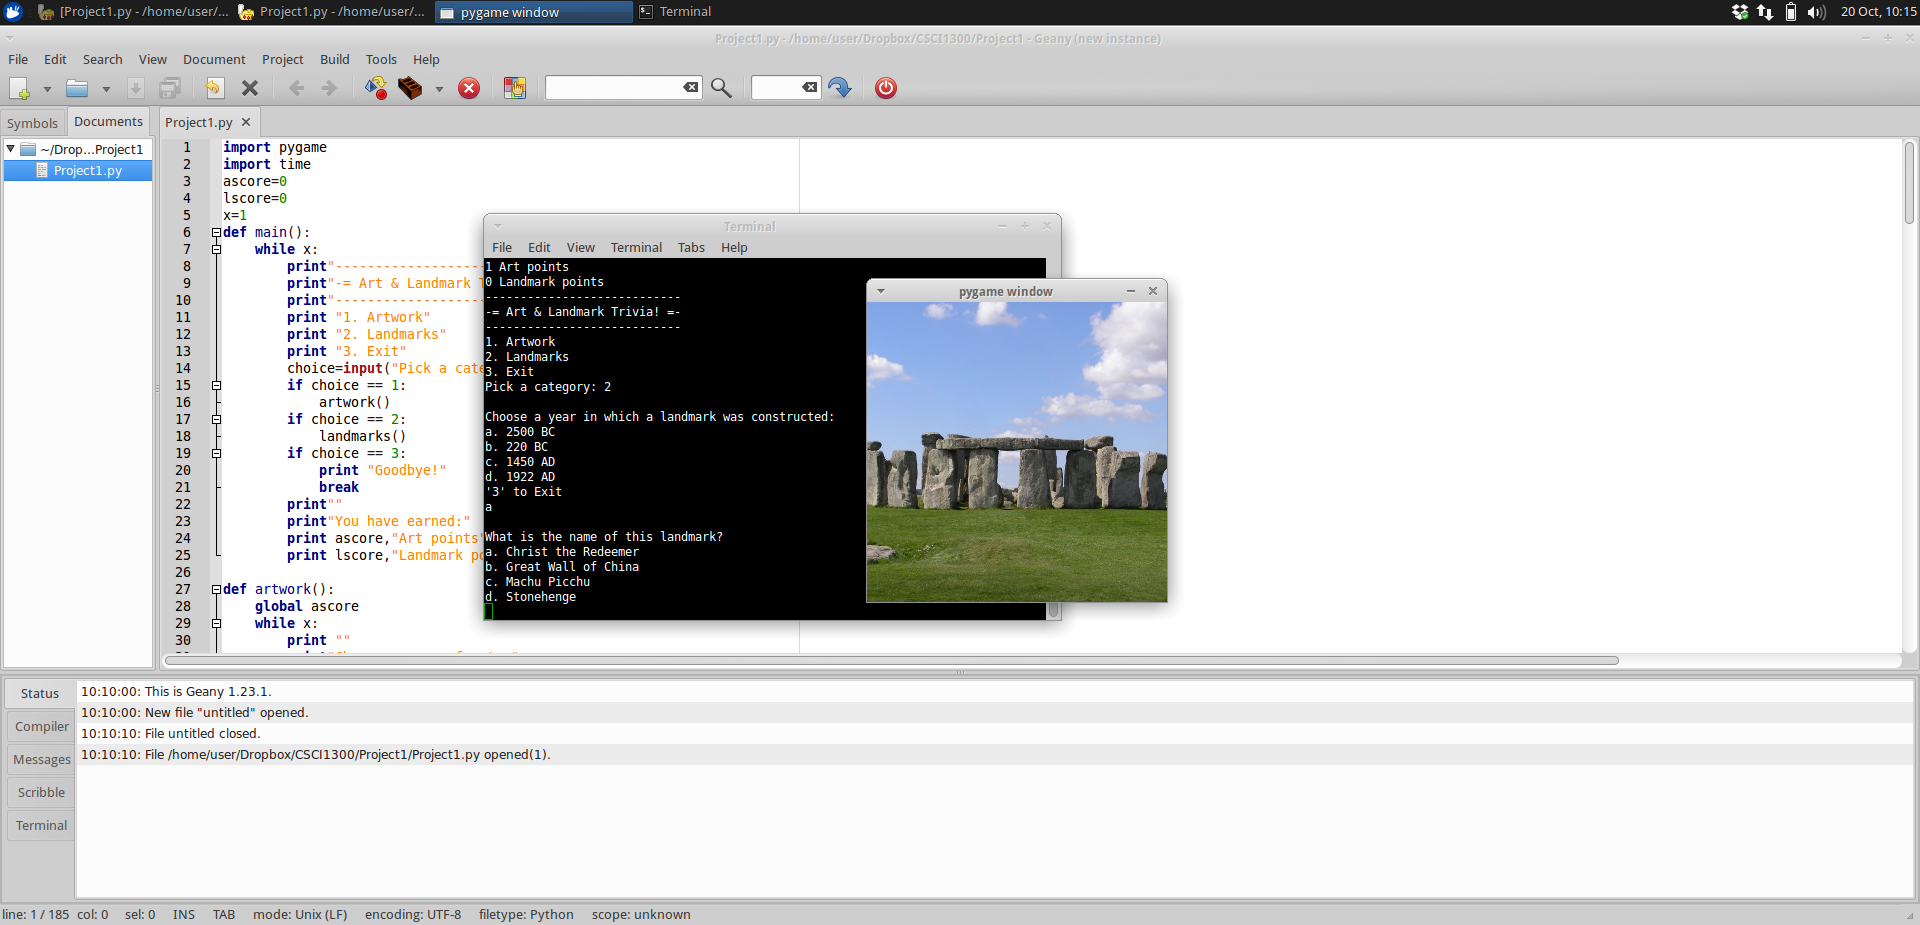 [Project1.py - /home/user/... Project1.py - /home/user/... pygame window Terminal 20 Oct, 10:15
Project1.py - /home/user/Dropbox/CSCI1300/Project1 - Geany (new instance)
File Edit Search View Document Project Build Tools Help
Symbols Documents Project1.py
~/Drop...Project1
Project1.py
1 import pygame
2 import time
3 ascore=0
4 lscore=0
5 x=1
6 def main():
7 while x:
8 print"------------------
9 print"-= Art & Landmark
10 print"------------------
11 print "1. Artwork"
12 print "2. Landmarks"
13 print "3. Exit"
14 choice=input("Pick a cate
15 if choice == 1:
16 artwork()
17 if choice == 2:
18 landmarks()
19 if choice == 3:
20 print "Goodbye!"
21 break
22 print""
23 print"You have earned:"
24 print ascore,"Art points"
25 print lscore,"Landmark po
26
27 def artwork():
28 global ascore
29 while x:
30 print ""
Terminal
File Edit View Terminal Tabs Help
1 Art points
0 Landmark points
----------------------------
-= Art & Landmark Trivia! =-
----------------------------
1. Artwork
2. Landmarks
3. Exit
Pick a category: 2
Choose a year in which a landmark was constructed:
a. 2500 BC
b. 220 BC
c. 1450 AD
d. 1922 AD
'3' to Exit
a
What is the name of this landmark?
a. Christ the Redeemer
b. Great Wall of China
c. Machu Picchu
d. Stonehenge
pygame window
Status
Compiler
Messages
Scribble
Terminal
10:10:00: This is Geany 1.23.1.
10:10:00: New file "untitled" opened.
10:10:10: File untitled closed.
10:10:10: File /home/user/Dropbox/CSCI1300/Project1/Project1.py opened(1).
line: 1 / 185 col: 0 sel: 0 INS TAB mode: Unix (LF) encoding: UTF-8 filetype: Python scope: unknown